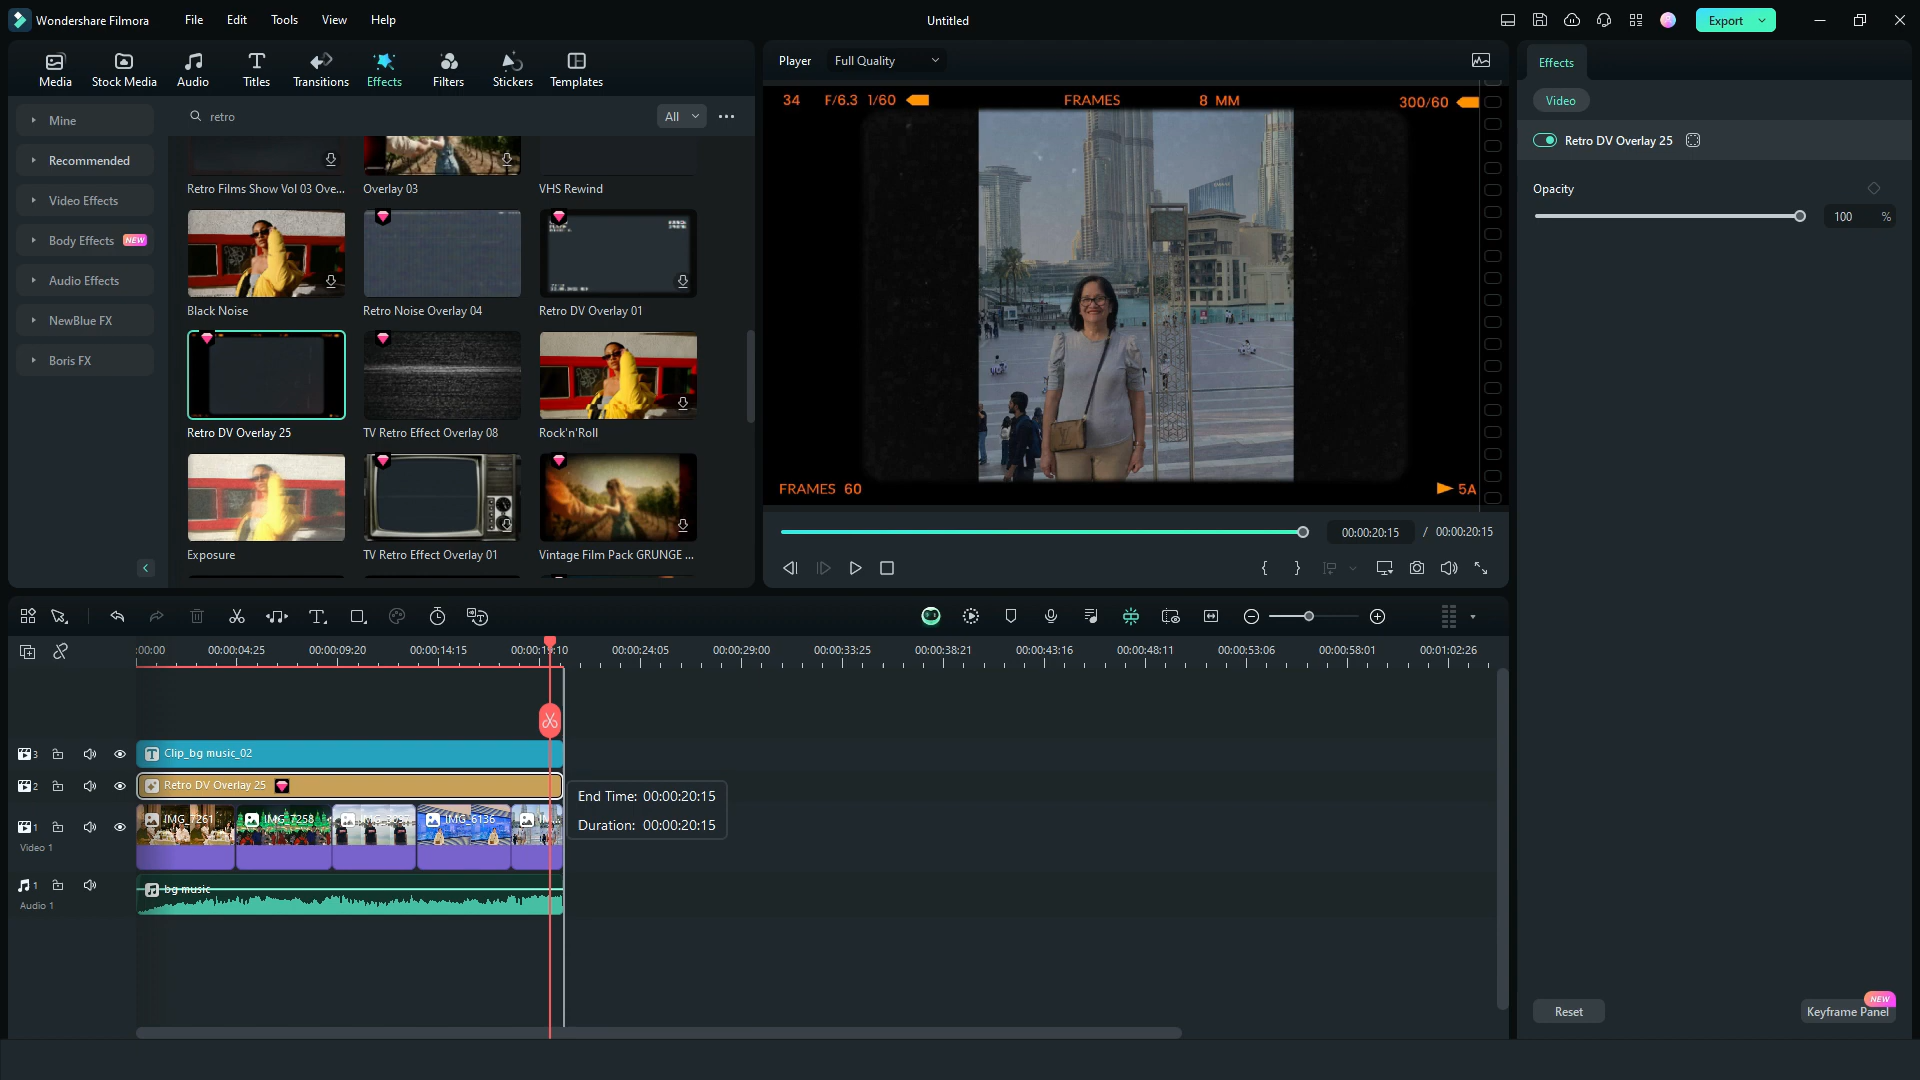 Wondershare Filmora
File
Edit
Tools
View
Help
Untitled
Export
Media
Stock Media
Audio
Titles
Transitions
Effects
Filters
Stickers
Templates
Mine
Recommended
Video Effects
Body Effects NEW
Audio Effects
NewBlue FX
Boris FX
retro
All
Retro Films Show Vol 03 Ove...
Overlay 03
VHS Rewind
Black Noise
Retro Noise Overlay 04
Retro DV Overlay 01
Retro DV Overlay 25
TV Retro Effect Overlay 08
Rock'n'Roll
Exposure
TV Retro Effect Overlay 01
Vintage Film Pack GRUNGE ...
Player
Full Quality
34 F/6.3 1/60 FRAMES 8 MM 300/60
FRAMES 60
5A
00:00:20:15 / 00:00:20:15
Effects
Video
Retro DV Overlay 25
Opacity
100 %
Reset
NEW
Keyframe Panel
:00:00 00:00:04:25 00:00:09:20 00:00:14:15 00:00:19:10 00:00:24:05 00:00:29:00 00:00:33:25 00:00:38:21 00:00:43:16 00:00:48:11 00:00:53:06 00:00:58:01 00:01:02:26
3
Clip_bg music_02
2
Retro DV Overlay 25
End Time: 00:00:20:15
Duration: 00:00:20:15
1
IMG_7261
IMG_7258
IMG_6136
Video 1
1
bg music
Audio 1